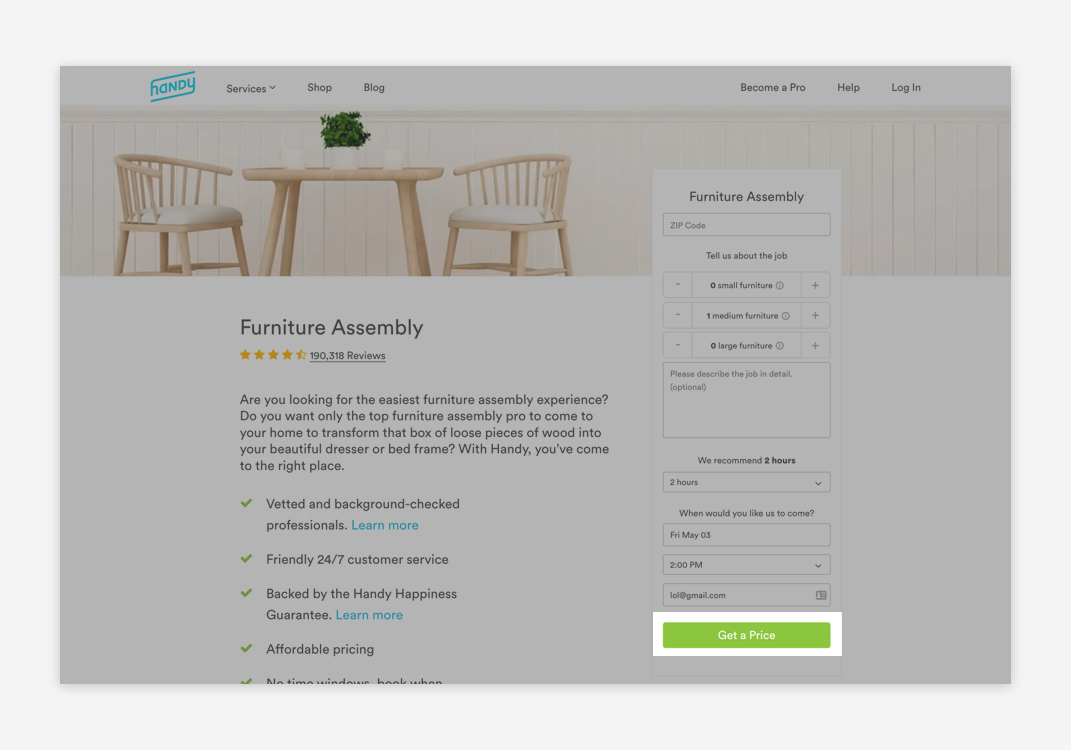 HANDY
Services
Shop
Blog
Become a Pro
Help
Log In
Furniture Assembly
190,318 Reviews
Are you looking for the easiest furniture assembly experience?
Do you want only the top furniture assembly pro to come to
your home to transform that box of loose pieces of wood into
your beautiful dresser or bed frame? With Handy, you've come
to the right place.
Vetted and background-checked
professionals. Learn more
Friendly 24/7 customer service
Backed by the Handy Happiness
Guarantee. Learn more
Affordable pricing
No time windows, book when
Furniture Assembly
ZIP Code
Tell us about the job
- 0 small furniture +
- 1 medium furniture +
- 0 large furniture +
Please describe the job in detail.
(optional)
We recommend 2 hours
2 hours
When would you like us to come?
Fri May 03
2:00 PM
lol@gmail.com
Get a Price